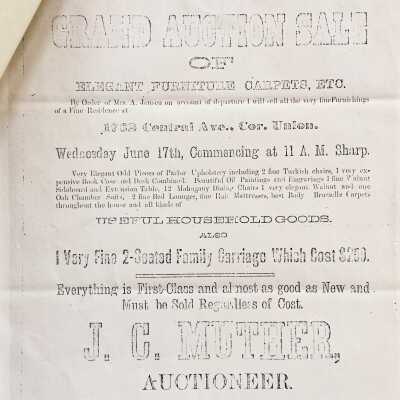 GRAND AUCTION SALE
OF
ELEGANT FURNITURE CARPETS, ETC.
By Order of Mrs. A. Jensen on account of departure I will sell all the very fine Furnishings
of a Fine Residence at
1762 Central Ave., Cor. Union.
Wednesday June 17th, Commencing at 11 A. M. Sharp.
Very Elegant Odd Pieces of Parlor Upholstery including 2 fine Turkish chairs, 1 very ex-
pensive Book Case and Desk Combined. Beautiful Oil Paintings and Engravings 1 fine Walnut
Sideboard and Extension Table, 12 Mahogany Dining Chairs 1 very elegant Walnut and one
Oak Chamber Suits, 2 fine Bed Lounges, fine Hair Mattresses, best Body Brussells Carpets
throughout the house and all kinds of
USEFUL HOUSEHOLD GOODS.
ALSO
1 Very Fine 2-Seated Family Carriage Which Cost $250.
Everything is First-Class and almost as good as New and
Must be Sold Regardless of Cost.
J. C. MUTHER,
AUCTIONEER.